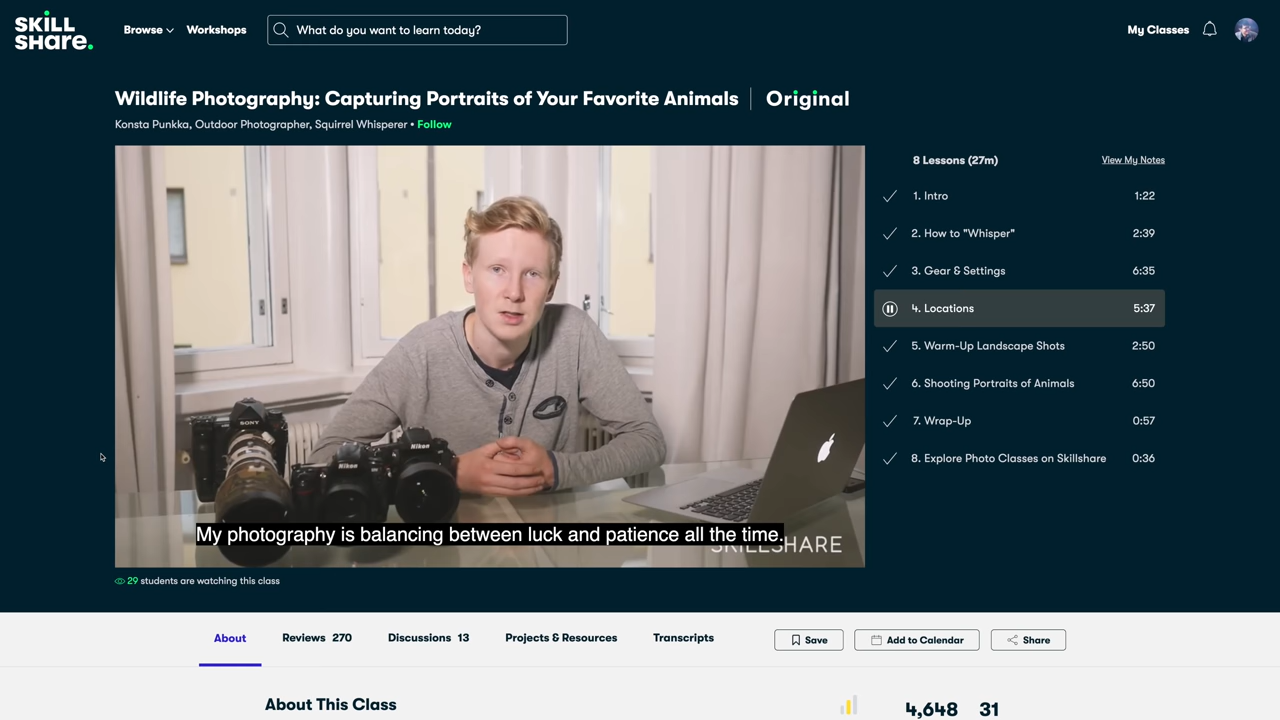 SKILL
SHare.
Browse
Workshops
What do you want to learn today?
My Classes
Wildlife Photography: Capturing Portraits of Your Favorite Animals
Original
Konsta Punkka, Outdoor Photographer, Squirrel Whisperer • Follow
8 Lessons (27m)
View My Notes
1. Intro 1:22
2. How to "Whisper" 2:39
3. Gear & Settings 6:35
4. Locations 5:37
5. Warm-Up Landscape Shots 2:50
6. Shooting Portraits of Animals 6:50
7. Wrap-Up 0:57
8. Explore Photo Classes on Skillshare 0:36
SONY
Nikon
Nikon
My photography is balancing between luck and patience all the time.
SKILLSHARE
29 students are watching this class
About
Reviews 270
Discussions 13
Projects & Resources
Transcripts
Save
Add to Calendar
Share
About This Class
4,648
31